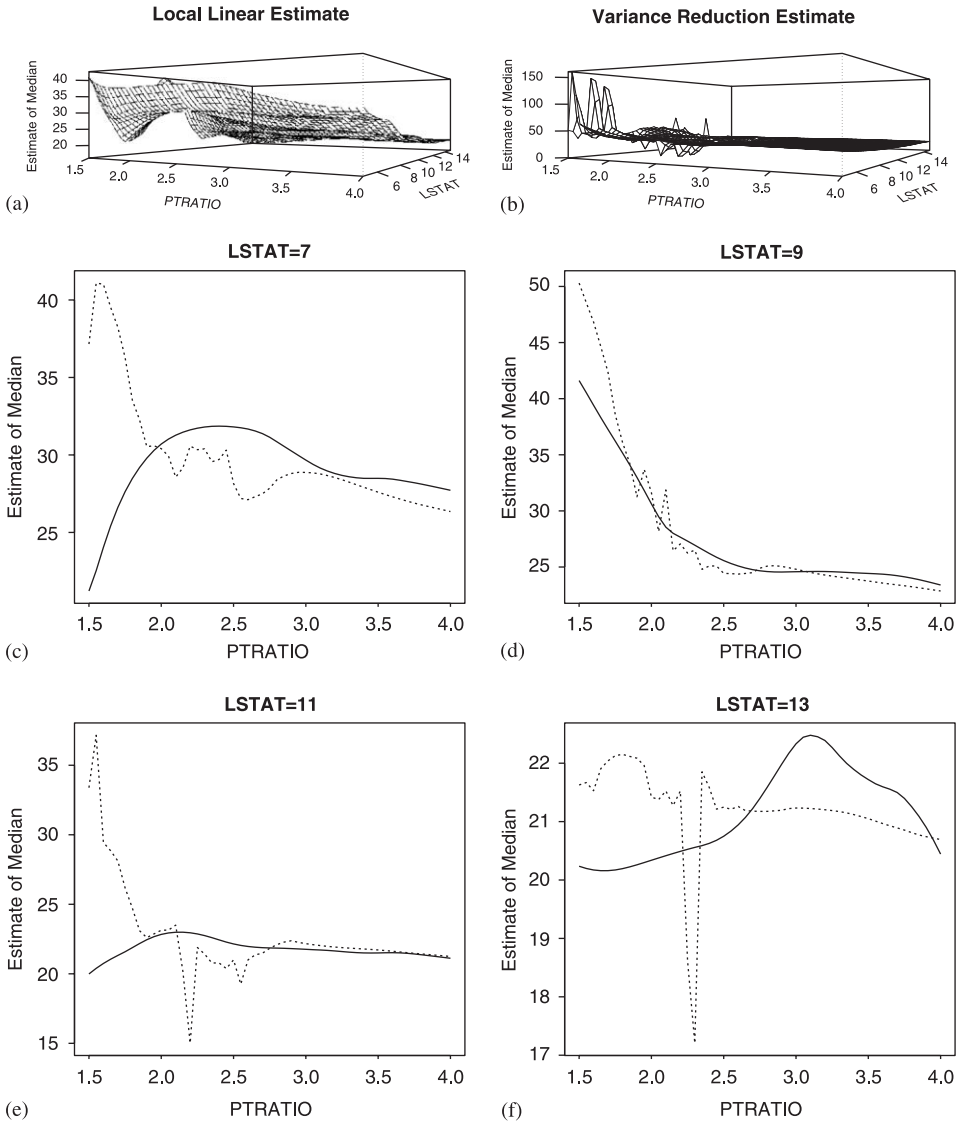 Local Linear Estimate
Variance Reduction Estimate
Estimate of Median
40
35
30
25
20
1.5
2.0
2.5
3.0
3.5
4.0
PTRATIO
6
8
10
12
14
LSTAT
(a)
Estimate of Median
150
100
50
0
1.5
2.0
2.5
3.0
3.5
4.0
PTRATIO
6
8
10
12
14
LSTAT
(b)
LSTAT=7
Estimate of Median
40
35
30
25
1.5 2.0 2.5 3.0 3.5 4.0
PTRATIO
(c)
LSTAT=9
Estimate of Median
50
45
40
35
30
25
1.5 2.0 2.5 3.0 3.5 4.0
PTRATIO
(d)
LSTAT=11
Estimate of Median
35
30
25
20
15
1.5 2.0 2.5 3.0 3.5 4.0
PTRATIO
(e)
LSTAT=13
Estimate of Median
22
21
20
19
18
17
1.5 2.0 2.5 3.0 3.5 4.0
PTRATIO
(f)